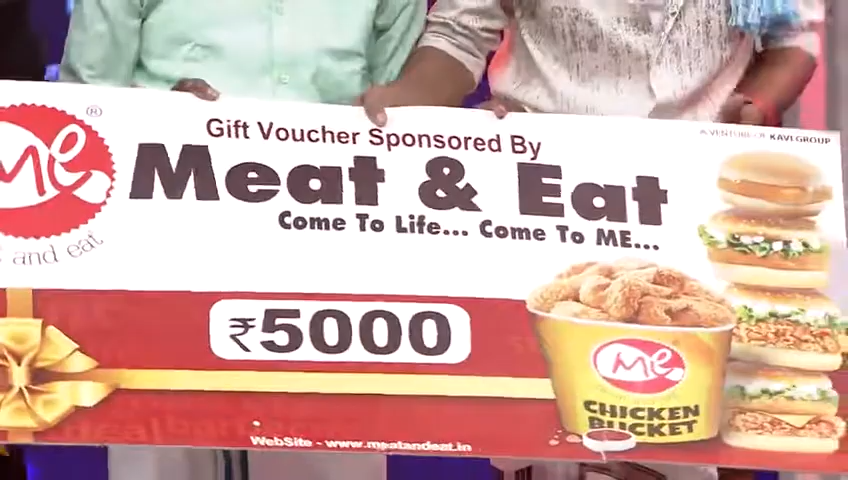 A VENTURE OF KAVI GROUP
Gift Voucher Sponsored By
Me
®
Meat & Eat
Come To Life... Come To ME...
and eat
₹5000
Me
CHICKEN
BUCKET
WebSite - www.meatandeat.in